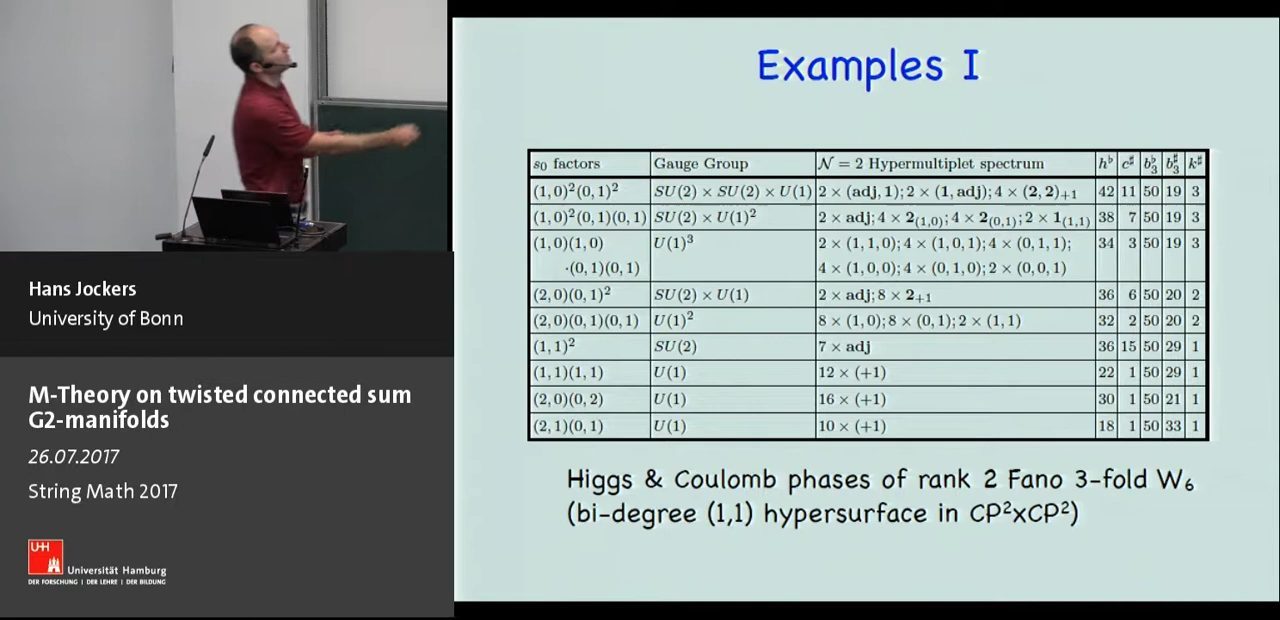 Examples I
s₀ factors | Gauge Group | 𝒩 = 2 Hypermultiplet spectrum | h♭ | c♯ | b₃♭ | b₃♯ | k♯
(1,0)²(0,1)² | SU(2) × SU(2) × U(1) | 2 × (adj,1); 2 × (1,adj); 4 × (2,2)₊₁ | 42 | 11 | 50 | 19 | 3
(1,0)²(0,1)(0,1) | SU(2) × U(1)² | 2 × adj; 4 × 2₍₁,₀₎; 4 × 2₍₀,₁₎; 2 × 1₍₁,₁₎ | 38 | 7 | 50 | 19 | 3
(1,0)(1,0) | U(1)³ | 2 × (1,1,0); 4 × (1,0,1); 4 × (0,1,1); | 34 | 3 | 50 | 19 | 3
·(0,1)(0,1) | 4 × (1,0,0); 4 × (0,1,0); 2 × (0,0,1)
(2,0)(0,1)² | SU(2) × U(1) | 2 × adj; 8 × 2₊₁ | 36 | 6 | 50 | 20 | 2
(2,0)(0,1)(0,1) | U(1)² | 8 × (1,0); 8 × (0,1); 2 × (1,1) | 32 | 2 | 50 | 20 | 2
(1,1)² | SU(2) | 7 × adj | 36 | 15 | 50 | 29 | 1
(1,1)(1,1) | U(1) | 12 × (+1) | 22 | 1 | 50 | 29 | 1
(2,0)(0,2) | U(1) | 16 × (+1) | 30 | 1 | 50 | 21 | 1
(2,1)(0,1) | U(1) | 10 × (+1) | 18 | 1 | 50 | 33 | 1
Higgs & Coulomb phases of rank 2 Fano 3-fold W₆
(bi-degree (1,1) hypersurface in CP²xCP²)
Hans Jockers
University of Bonn
M-Theory on twisted connected sum
G2-manifolds
26.07.2017
String Math 2017
UH
Universität Hamburg
DER FORSCHUNG | DER LEHRE | DER BILDUNG